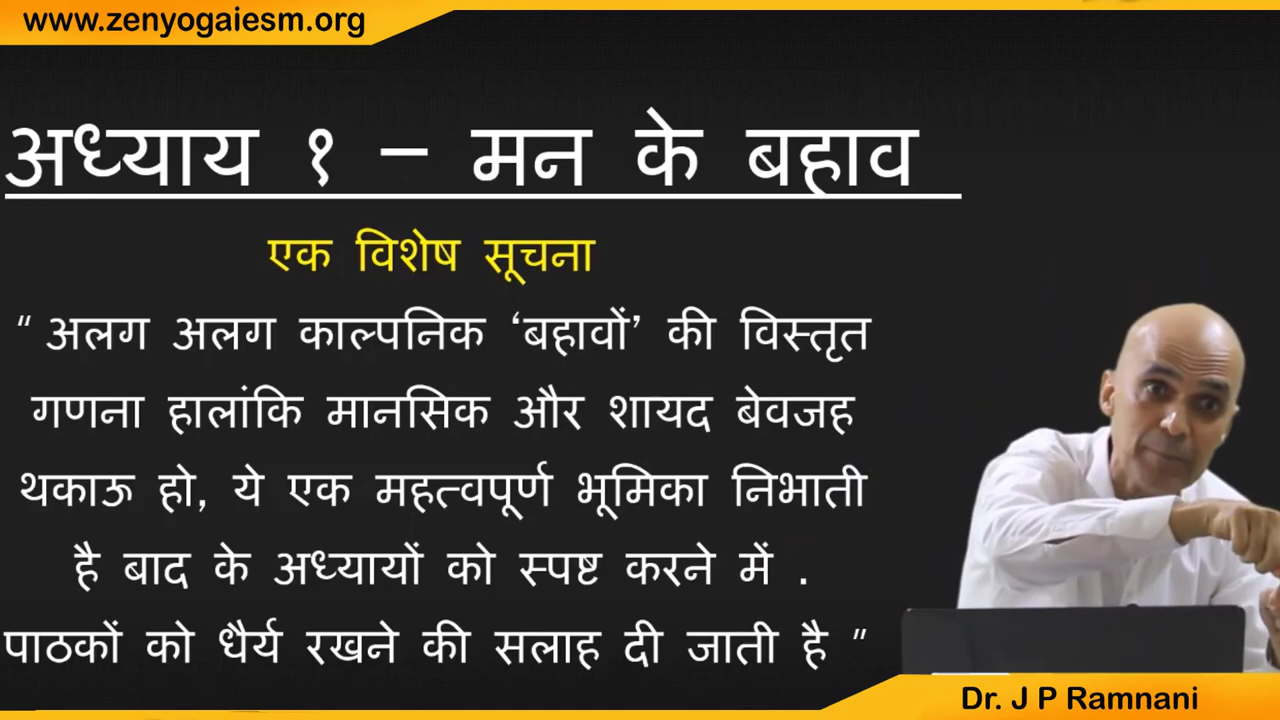 www.zenyogaiesm.org
अध्याय १ – मन के बहाव
एक विशेष सूचना
“ अलग अलग काल्पनिक ‘बहावों’ की विस्तृत
गणना हालांकि मानसिक और शायद बेवजह
थकाऊ हो, ये एक महत्वपूर्ण भूमिका निभाती
है बाद के अध्यायों को स्पष्ट करने में .
पाठकों को धैर्य रखने की सलाह दी जाती है ”
Dr. J P Ramnani